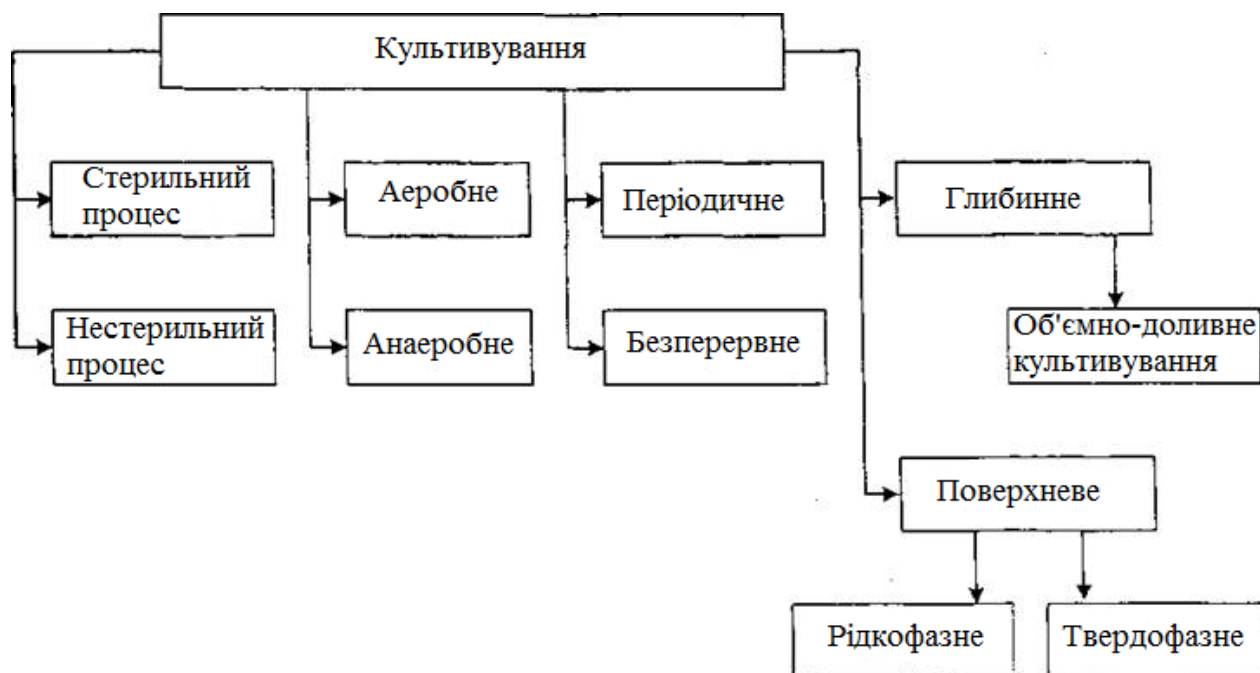 Культивування
Стерильний
процес
Аеробне
Періодичне
Глибинне
Нестерильний
процес
Анаеробне
Безперервне
Об'ємно-доливне
культивування
Поверхневе
Рідкофазне
Твердофазне